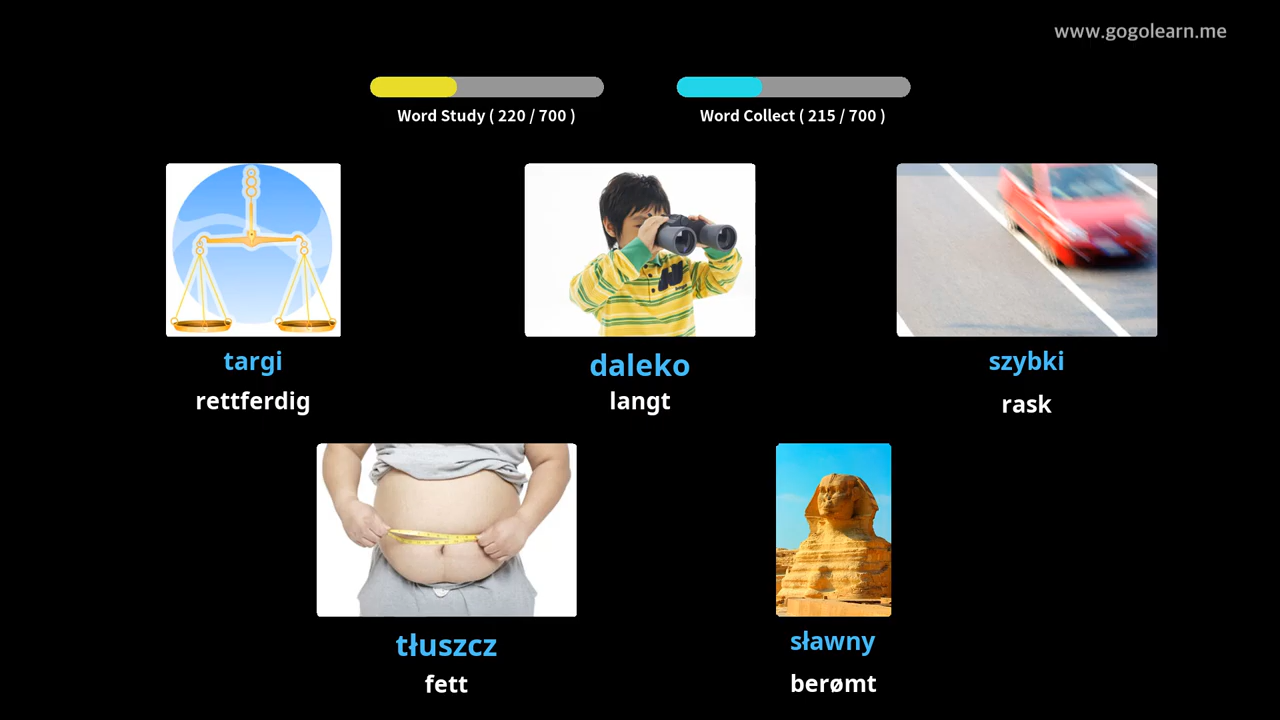 www.gogolearn.me
Word Study ( 220 / 700 )
Word Collect ( 215 / 700 )
targi
rettferdig
daleko
langt
szybki
rask
tłuszcz
fett
sławny
berømt